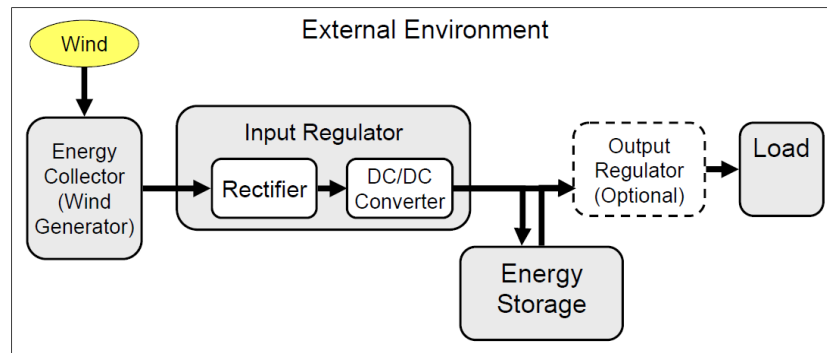 External Environment
Wind
Energy
Collector
(Wind
Generator)
Input Regulator
Rectifier
DC/DC
Converter
Output
Regulator
(Optional)
Load
Energy
Storage